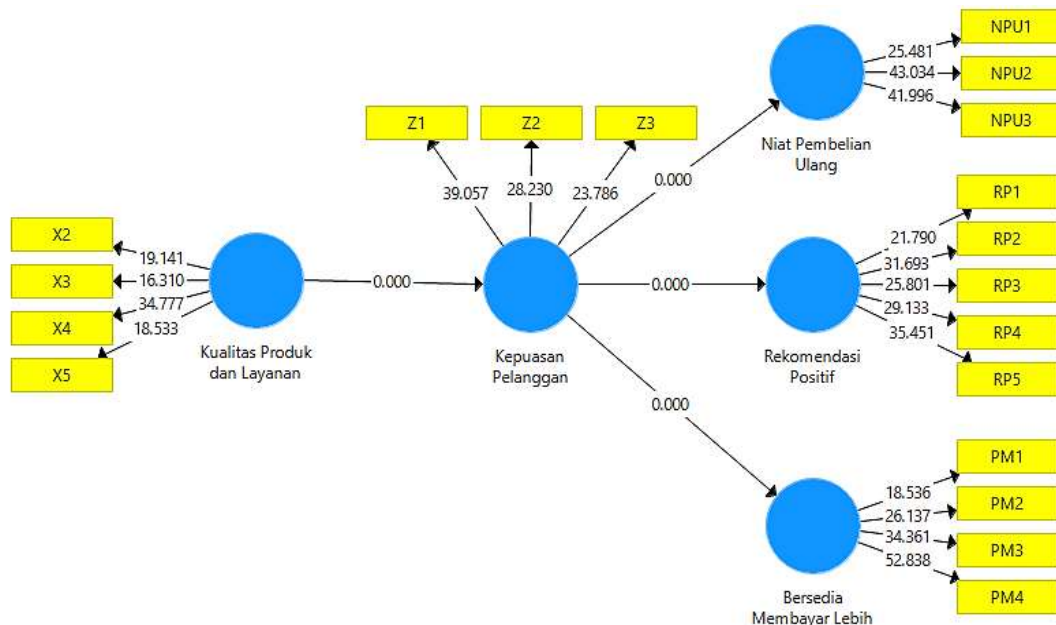 NPU1
25.481
43.034
NPU2
41.996
NPU3
Niat Pembelian
Ulang
Z1
Z2
Z3
39.057
28.230
23.786
0.000
RP1
21.790
RP2
31.693
25.801
RP3
29.133
RP4
35.451
RP5
X2
19.141
X3
16.310
34.777
X4
18.533
X5
0.000
0.000
Kualitas Produk
dan Layanan
Kepuasan
Pelanggan
Rekomendasi
Positif
0.000
PM1
18.536
PM2
26.137
34.361
PM3
52.838
PM4
Bersedia
Membayar Lebih